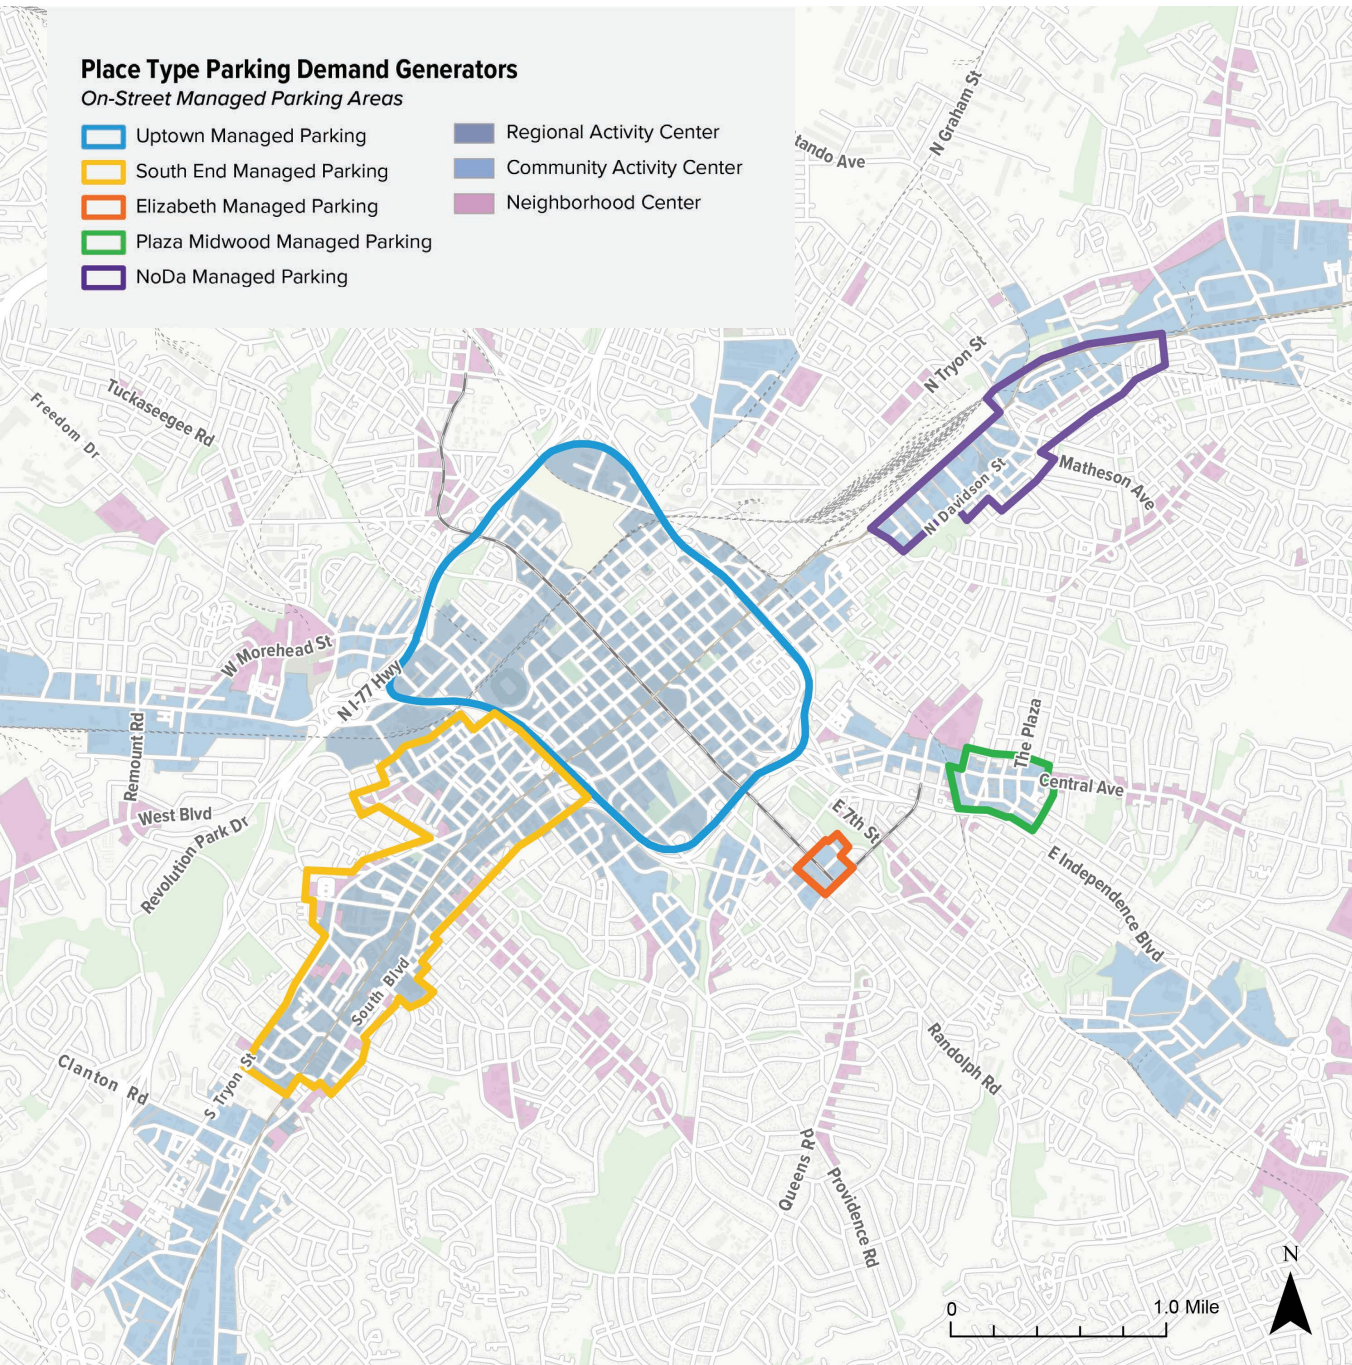 Place Type Parking Demand Generators
On-Street Managed Parking Areas
Uptown Managed Parking
South End Managed Parking
Elizabeth Managed Parking
Plaza Midwood Managed Parking
NoDa Managed Parking
Regional Activity Center
Community Activity Center
Neighborhood Center
tando Ave
N Graham St
N Tryon St
Tuckaseegee Rd
Freedom Dr
Matheson Ave
N Davidson St
W Morehead St
N I-77 Hwy
Remount Rd
The Plaza
Central Ave
West Blvd
Revolution Park Dr
E 7th St
E Independence Blvd
South Blvd
Clanton Rd
S Tryon St
Randolph Rd
Queens Rd
Providence Rd
N
0 1.0 Mile